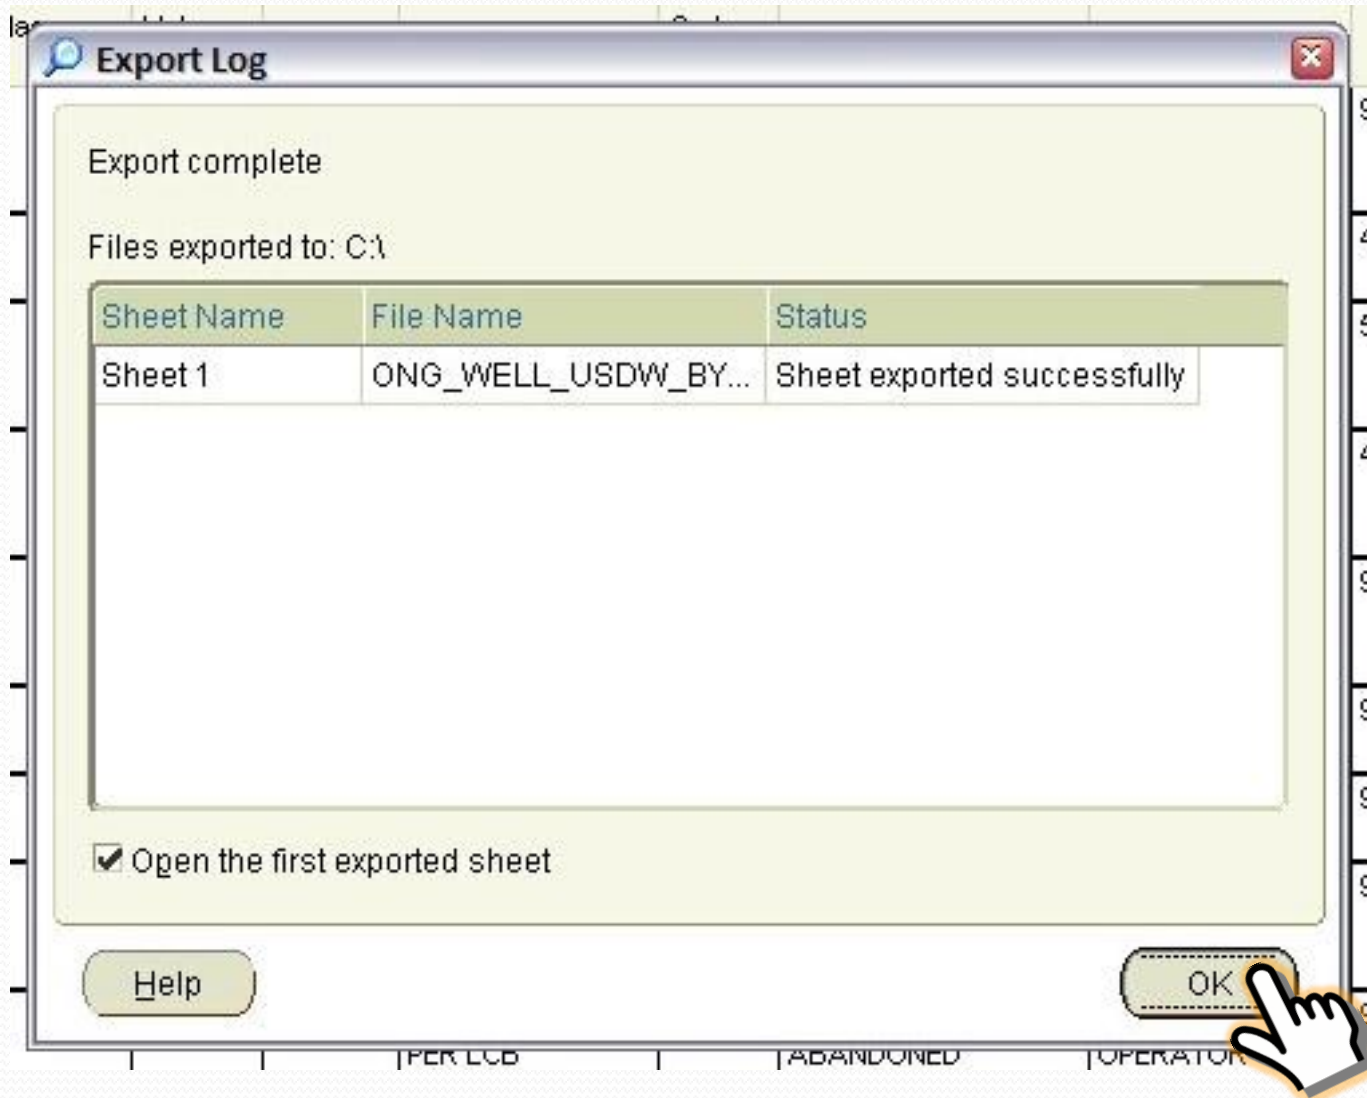 Export Log
Export complete
Files exported to: C:\
Sheet Name File Name Status
Sheet 1 ONG_WELL_USDW_BY... Sheet exported successfully
Open the first exported sheet
Help OK
PER LCB ABANDONED OPERATOR